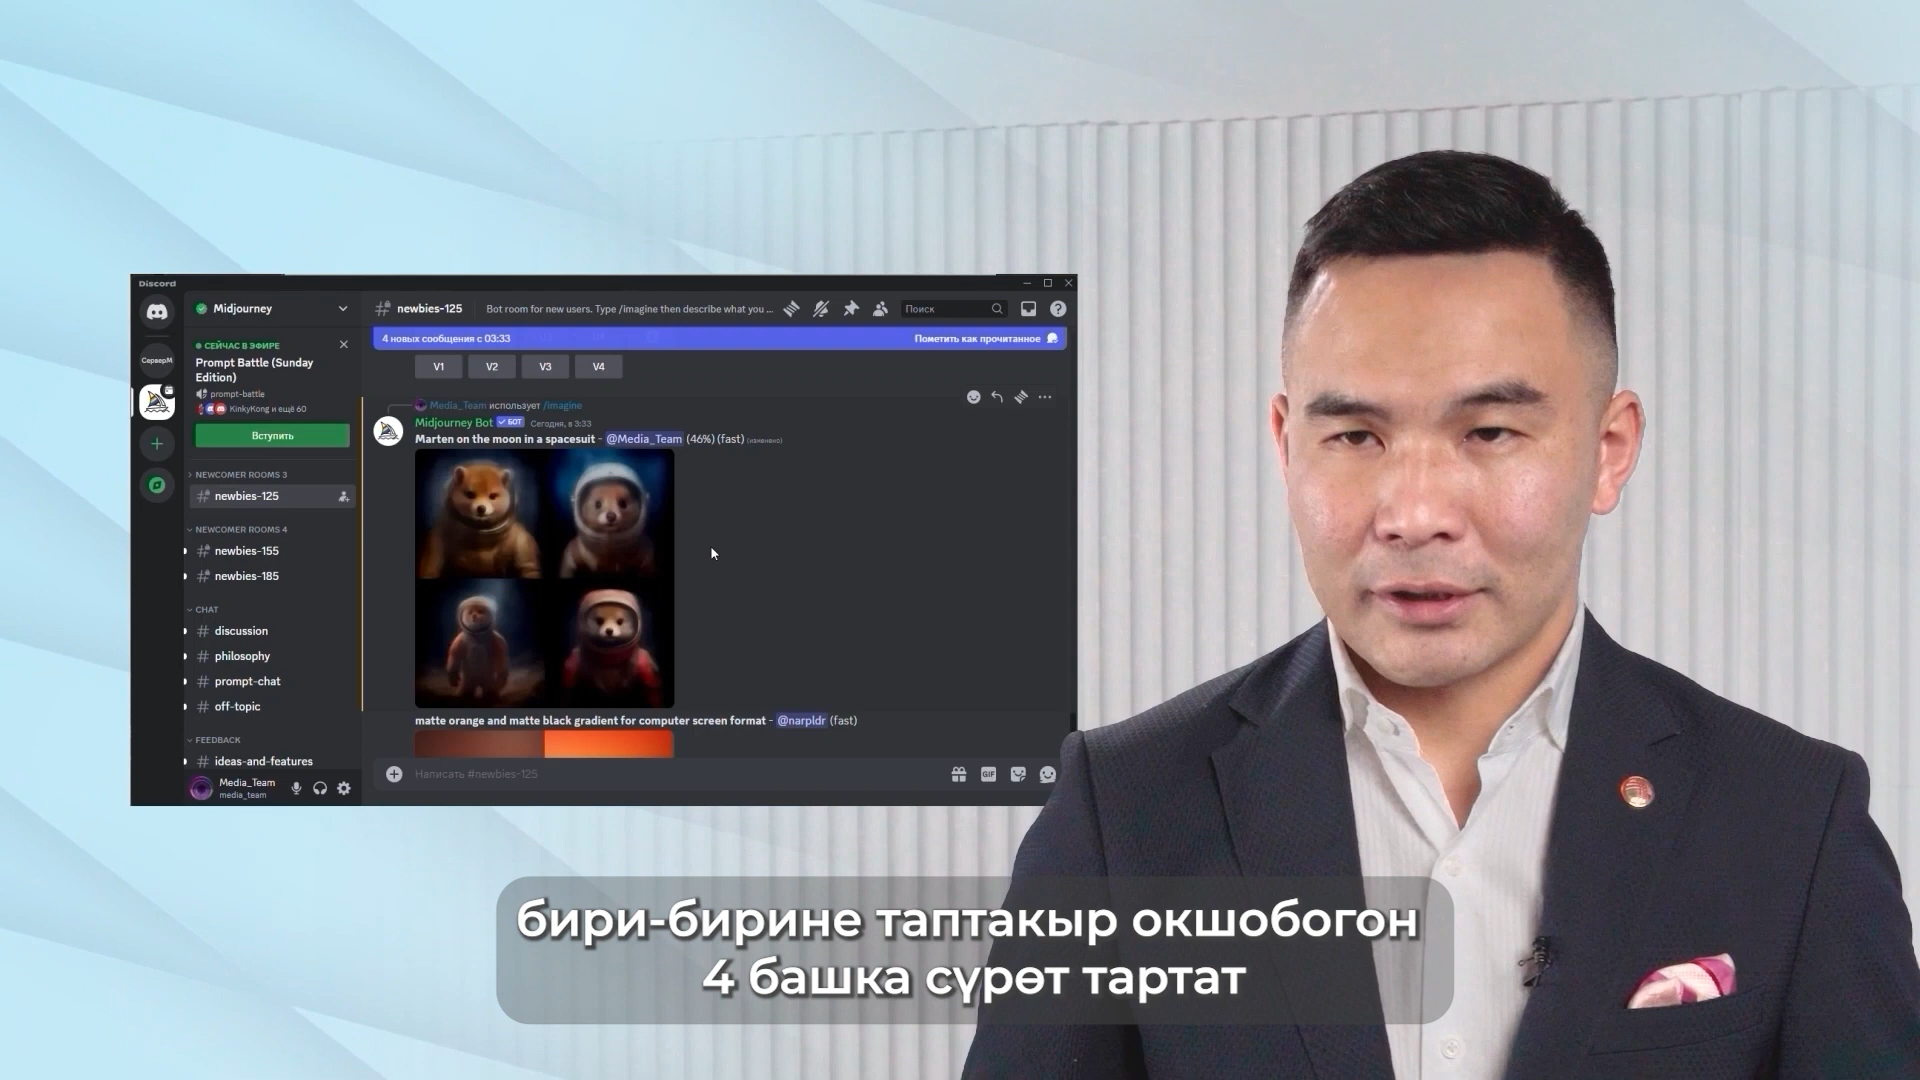 Discord
Midjourney
СЕЙЧАС В ЭФИРЕ
Prompt Battle (Sunday
Edition)
prompt-battle
KinkyKong и ещё 60
Вступить
NEWCOMER ROOMS 3
newbies-125
NEWCOMER ROOMS 4
newbies-155
newbies-185
CHAT
discussion
philosophy
prompt-chat
off-topic
FEEDBACK
ideas-and-features
Media_Team
media_team
newbies-125 Bot room for new users. Type /imagine then describe what you ... Поиск
4 новых сообщения с 03:33 Пометить как прочитанное
V1 V2 V3 V4
Media_Team использует /imagine
Midjourney Bot БОТ Сегодня, в 3:33
Marten on the moon in a spacesuit - @Media_Team (46%) (fast) (изменено)
matte orange and matte black gradient for computer screen format - @narpldr (fast)
Написать #newbies-125 GIF
бири-бирине таптакыр окшобогон
4 башка сүрөт тартат